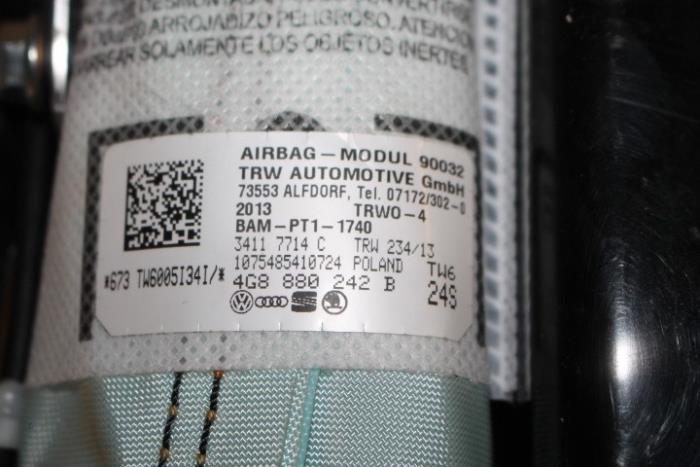 PELIGROSO. ATENCION
ARROJADIZO
ARREAR SOLAMENTE LOS OBJETOS INERTES
AIRBAG – MODUL 90032
TRW AUTOMOTIVE GmbH
73553 ALFDORF, Tel. 07172/302-0
2013 TRWO-4
BAM-PT1-1740
3411 7714 C TRW 234/13
1075485410724 POLAND TW6
*673 TW6005I34I/* 4G8 880 242 B 24S